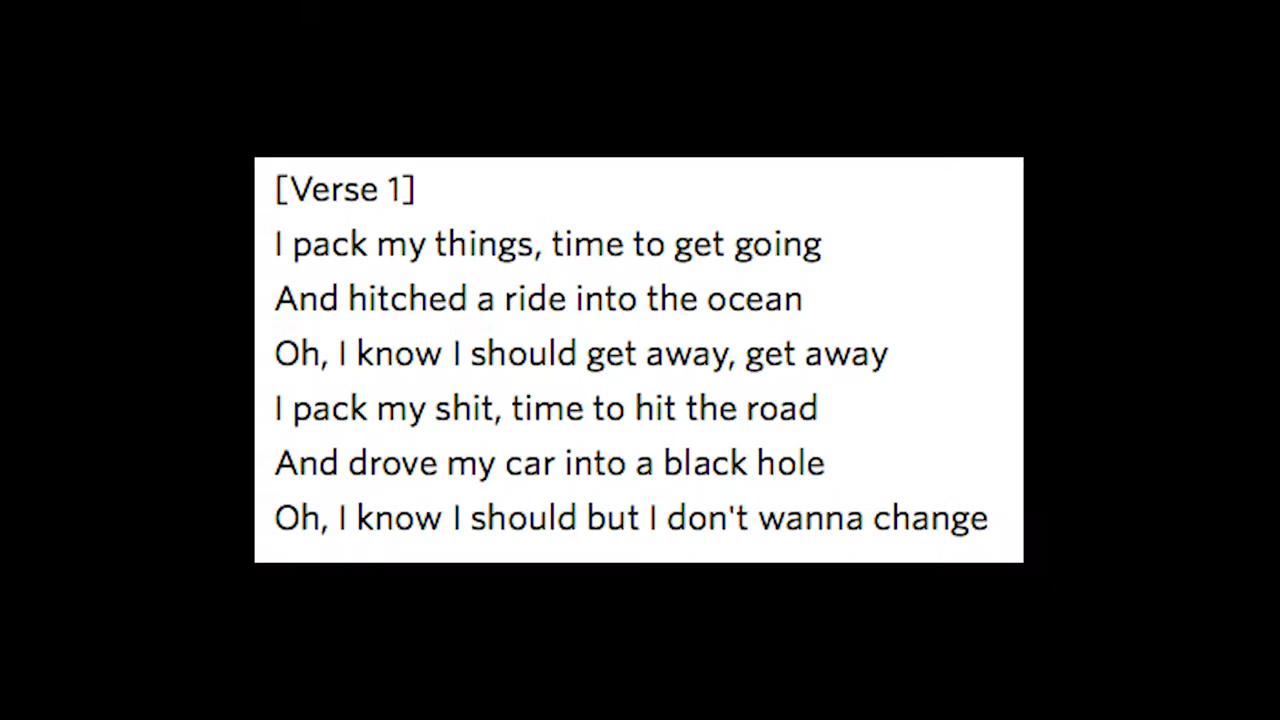 [Verse 1]
I pack my things, time to get going
And hitched a ride into the ocean
Oh, I know I should get away, get away
I pack my shit, time to hit the road
And drove my car into a black hole
Oh, I know I should but I don't wanna change